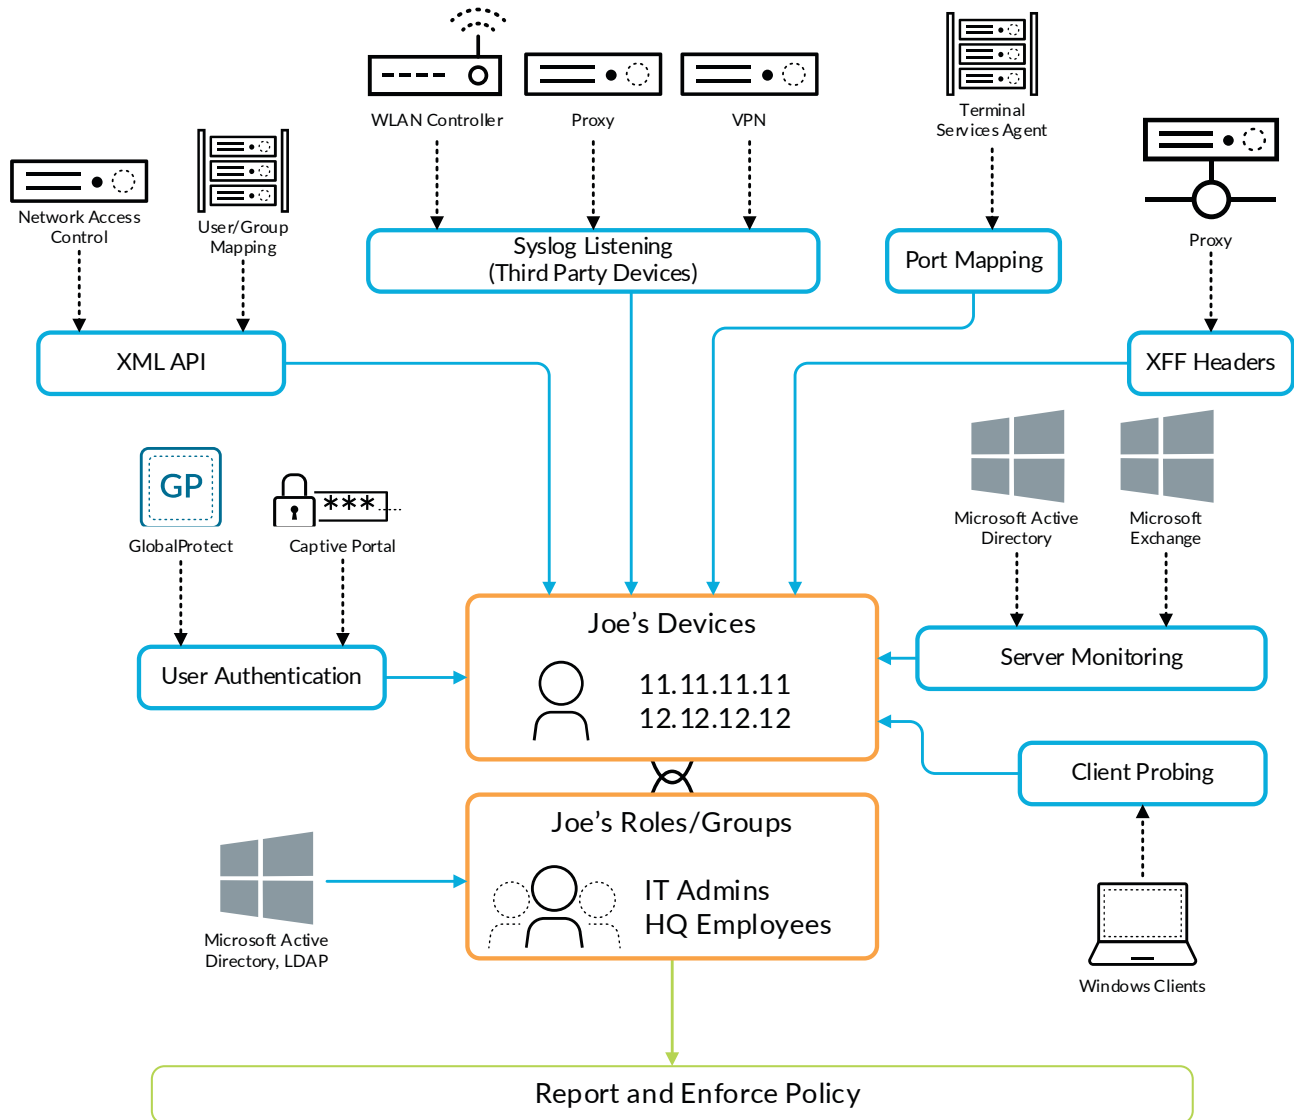 WLAN Controller
Proxy
VPN
Terminal
Services Agent
Network Access
Control
User/Group
Mapping
Proxy
Syslog Listening
(Third Party Devices)
Port Mapping
XML API
XFF Headers
GP
***
GlobalProtect
Captive Portal
Microsoft Active
Directory
Microsoft
Exchange
User Authentication
Joe's Devices
11.11.11.11
12.12.12.12
Server Monitoring
Client Probing
Joe's Roles/Groups
IT Admins
HQ Employees
Microsoft Active
Directory, LDAP
Windows Clients
Report and Enforce Policy